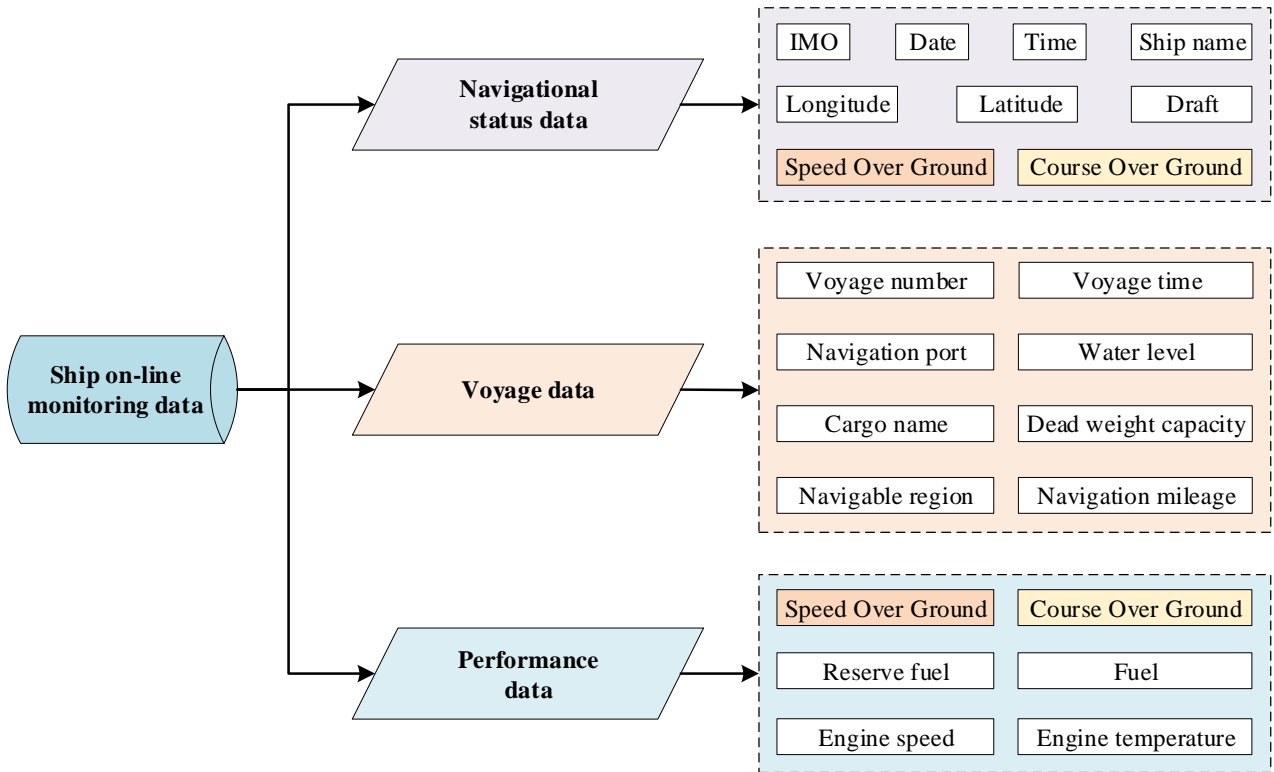 Ship on-line
monitoring data
Navigational
status data
IMO
Date
Time
Ship name
Longitude
Latitude
Draft
Speed Over Ground
Course Over Ground
Voyage data
Voyage number
Voyage time
Navigation port
Water level
Cargo name
Dead weight capacity
Navigable region
Navigation mileage
Performance
data
Speed Over Ground
Course Over Ground
Reserve fuel
Fuel
Engine speed
Engine temperature